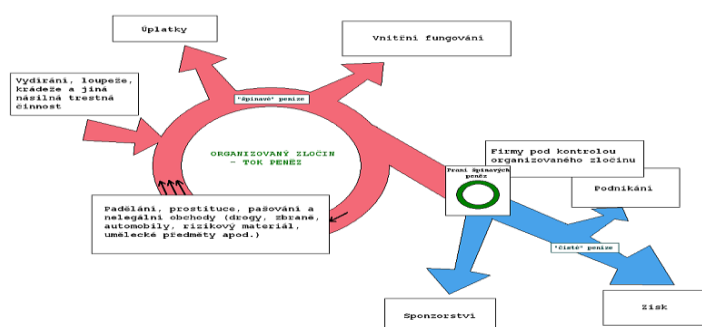 Úplatky
Vnitřní fungování
Vydírání, loupeže,
krádeže a jiná
násilná trestná
činnost
"Špinavé" peníze
ORGANIZOVANÝ ZLOČIN
- TOK PENĚZ
Firmy pod kontrolou
organizovaného zločinu
Praní špinavých
peněz
Podnikání
Padělání, prostituce, pašování a
nelegální obchody (drogy, zbraně,
automobily, rizikový materiál,
umělecké předměty apod.)
"Čisté" peníze
Sponzorství
Zisk